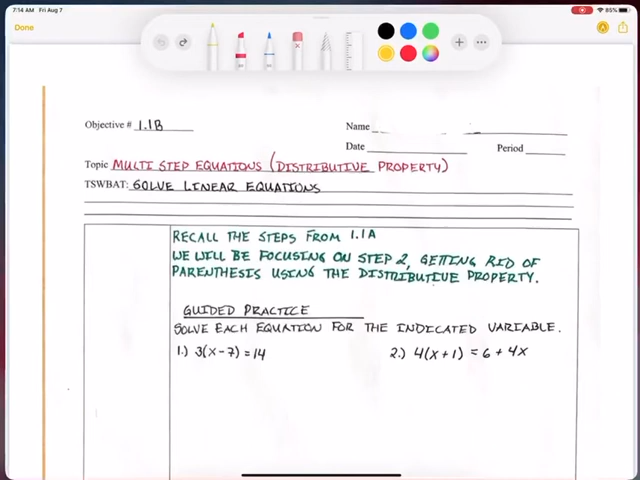 7:14 AM Fri Aug 7
85%
Done
Objective # 1.1B
Name
Date
Period
Topic MULTI STEP EQUATIONS (DISTRIBUTIVE PROPERTY)
TSWBAT: SOLVE LINEAR EQUATIONS
RECALL THE STEPS FROM 1.1A
WE WILL BE FOCUSING ON STEP 2, GETTING RID OF
PARENTHESIS USING THE DISTRIBUTIVE PROPERTY.
GUIDED PRACTICE
SOLVE EACH EQUATION FOR THE INDICATED VARIABLE.
1.) 3(x-7)=14
2.) 4(x+1) = 6 + 4x